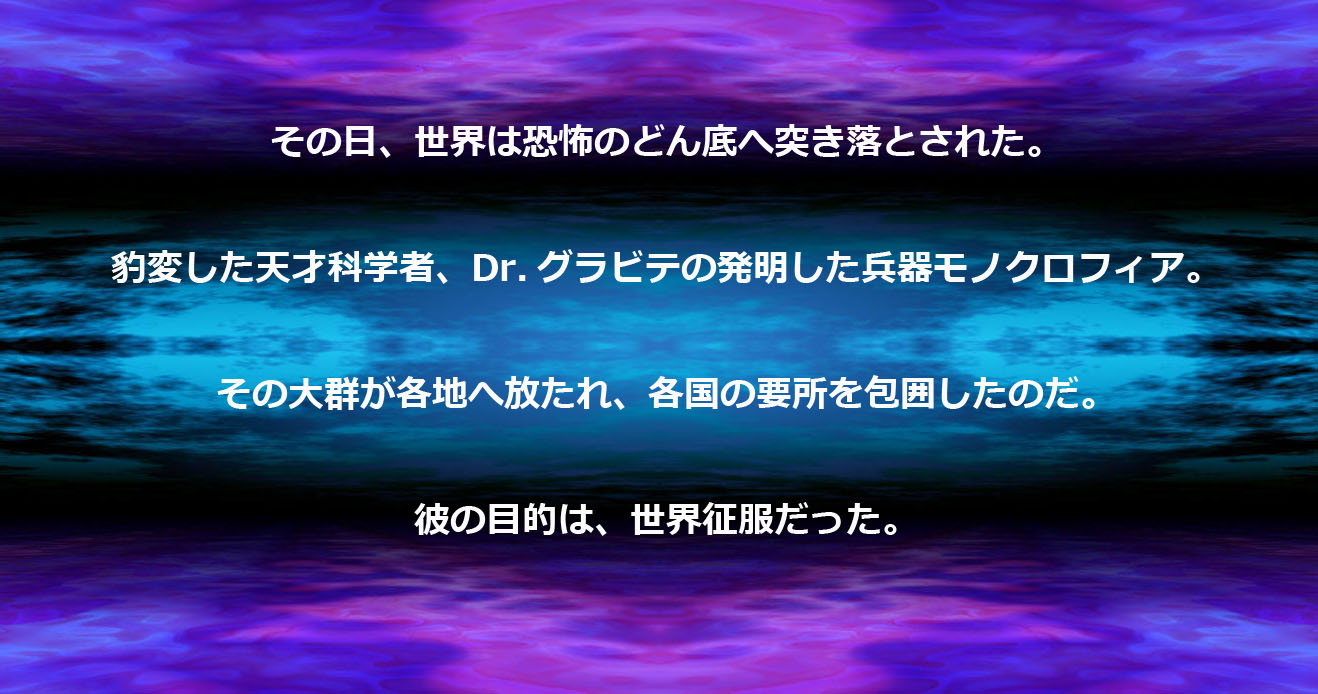 その日、世界は恐怖のどん底へ突き落とされた。
豹変した天才科学者、Dr.グラビテの発明した兵器モノクロフィア。
その大群が各地へ放たれ、各国の要所を包囲したのだ。
彼の目的は、世界征服だった。